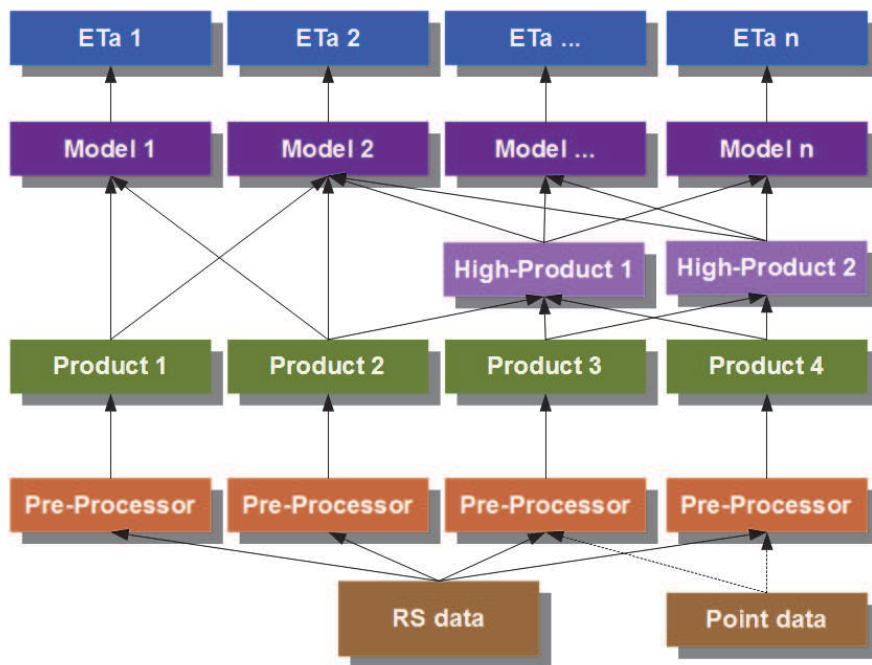 ETa 1
ETa 2
ETa ...
ETa n
Model 1
Model 2
Model ...
Model n
High-Product 1
High-Product 2
Product 1
Product 2
Product 3
Product 4
Pre-Processor
Pre-Processor
Pre-Processor
Pre-Processor
RS data
Point data